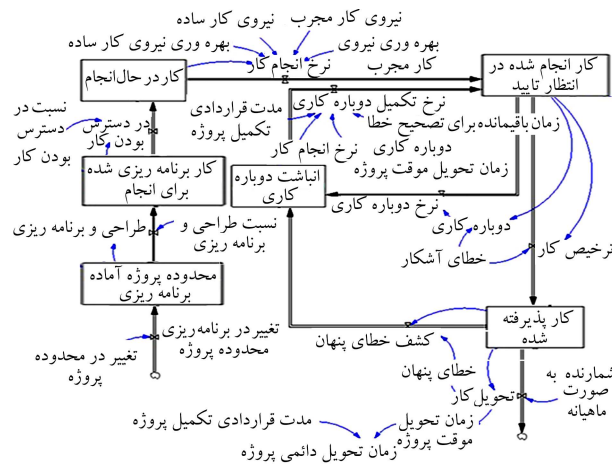 نیروی کار مجرب
نیروی کار ساده
بهره وری نیروی کار ساده
بهره وری نیروی
کار مجرب
نرخ انجام کار
کار در حال انجام
کار انجام شده در
انتظار تایید
مدت قراردادی
تکمیل پروژه
نرخ تکمیل دوباره کاری
زمان باقیمانده برای تصحیح خطا
دوباره کاری
نرخ انجام کار
زمان تحویل موقت پروژه
نسبت در
دسترس
بودن کار
در دسترس
بودن کار
کار برنامه ریزی شده
برای انجام
انباشت دوباره
کاری
نرخ دوباره کاری
دوباره کاری
خطای آشکار
ترخیص کار
طراحی و برنامه ریزی
نسبت طراحی و
برنامه ریزی
محدوده پروژه آماده
برنامه ریزی
کار پذیرفته
شده
کشف خطای پنهان
خطای پنهان
تغییر در برنامه‌ریزی
محدوده پروژه
تغییر در محدوده
پروژه
تحویل کار
شمارنده به
صورت
ماهیانه
مدت قراردادی تکمیل پروژه
زمان تحویل
موقت پروژه
زمان تحویل دائمی پروژه